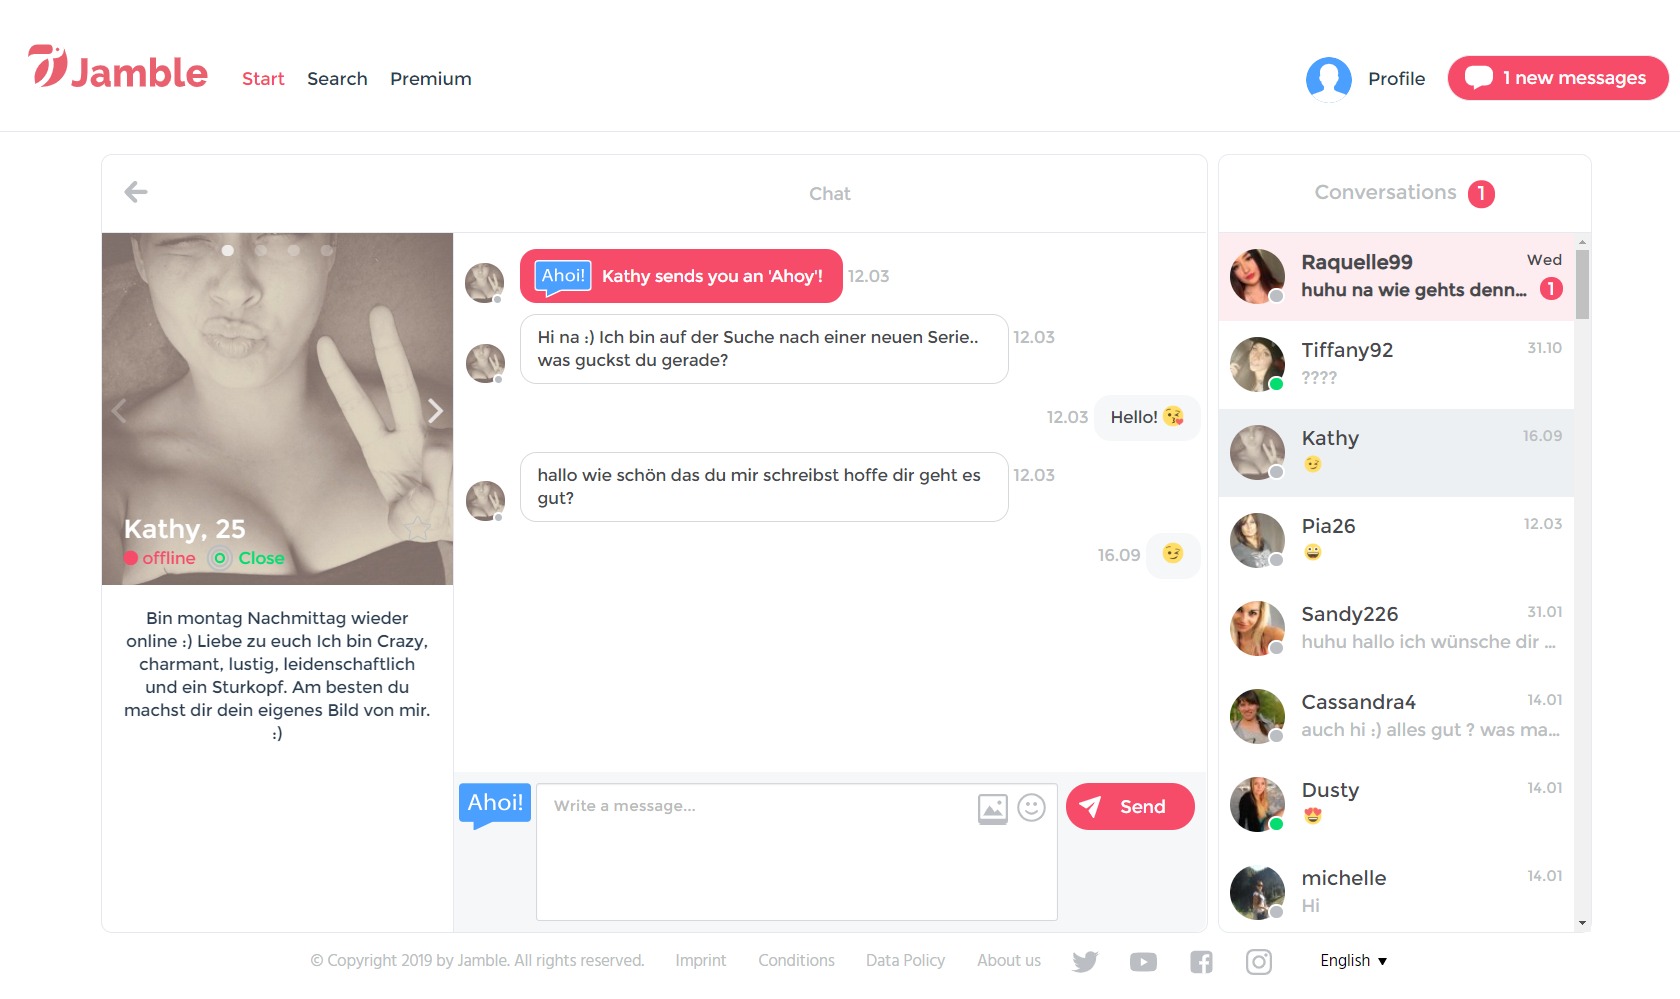 Jamble
Start Search Premium
Profile
1 new messages
Chat
Conversations 1
Kathy, 25
offline Close
Bin montag Nachmittag wieder
online :) Liebe zu euch Ich bin Crazy,
charmant, lustig, leidenschaftlich
und ein Sturkopf. Am besten du
machst dir dein eigenes Bild von mir.
:)
Ahoi! Kathy sends you an 'Ahoy'! 12.03
Hi na :) Ich bin auf der Suche nach einer neuen Serie.. 12.03
was guckst du gerade?
12.03 Hello! 😘
hallo wie schön das du mir schreibst hoffe dir geht es 12.03
gut?
16.09 😏
Ahoi!
Write a message...
Send
Raquelle99 Wed
huhu na wie gehts denn... 1
Tiffany92 31.10
????
Kathy 16.09
😏
Pia26 12.03
😀
Sandy226 31.01
huhu hallo ich wünsche dir ...
Cassandra4 14.01
auch hi :) alles gut ? was ma...
Dusty 14.01
😍
michelle 14.01
Hi
© Copyright 2019 by Jamble. All rights reserved. Imprint Conditions Data Policy About us English ▼